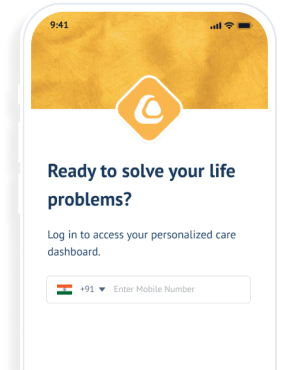 9:41
Ready to solve your life
problems?
Log in to access your personalized care
dashboard.
+91 Enter Mobile Number